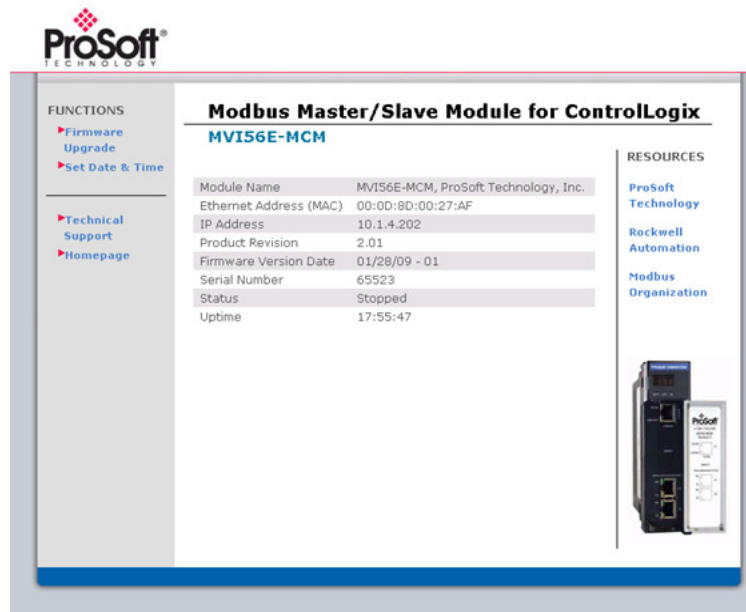 ProSoft®
TECHNOLOGY
FUNCTIONS
Firmware
Upgrade
Set Date & Time
Technical
Support
Homepage
Modbus Master/Slave Module for ControlLogix
MVI56E-MCM
Module Name MVI56E-MCM, ProSoft Technology, Inc.
Ethernet Address (MAC) 00:0D:8D:00:27:AF
IP Address 10.1.4.202
Product Revision 2.01
Firmware Version Date 01/28/09 - 01
Serial Number 65523
Status Stopped
Uptime 17:55:47
RESOURCES
ProSoft
Technology
Rockwell
Automation
Modbus
Organization
ProSoft